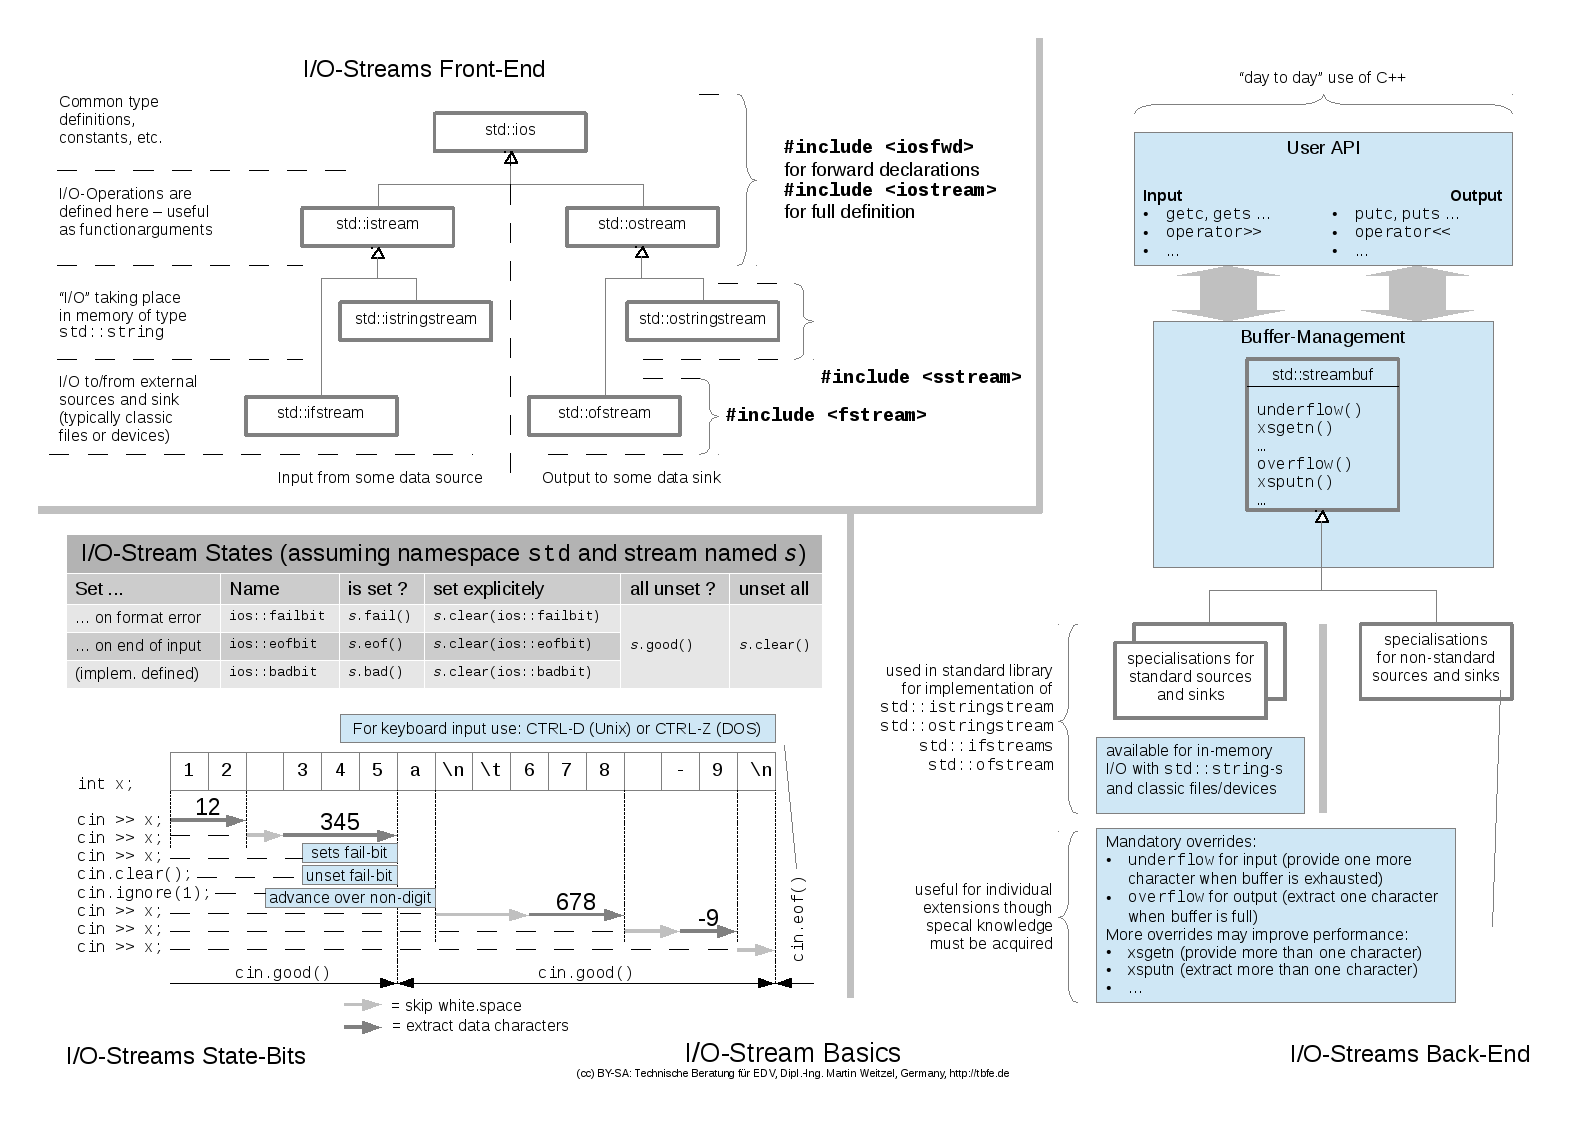 I/O-Streams Front-End
Common type
definitions,
constants, etc.
std::ios
#include <iosfwd>
for forward declarations
#include <iostream>
for full definition
I/O-Operations are
defined here – useful
as functionarguments
std::istream
std::ostream
“I/O” taking place
in memory of type
std::string
std::istringstream
std::ostringstream
#include <sstream>
I/O to/from external
sources and sink
(typically classic
files or devices)
std::ifstream
std::ofstream
#include <fstream>
Input from some data source
Output to some data sink
“day to day” use of C++
User API
Input
Output
• getc, gets ...
• putc, puts ...
• operator>>
• operator<<
• ...
• ...
Buffer-Management
std::streambuf
underflow()
xsgetn()
...
overflow()
xsputn()
...
used in standard library
for implementation of
std::istringstream
std::ostringstream
std::ifstreams
std::ofstream
specialisations for
standard sources
and sinks
specialisations
for non-standard
sources and sinks
available for in-memory
I/O with std::string-s
and classic files/devices
useful for individual
extensions though
specal knowledge
must be acquired
Mandatory overrides:
• underflow for input (provide one more
character when buffer is exhausted)
• overflow for output (extract one character
when buffer is full)
More overrides may improve performance:
• xsgetn (provide more than one character)
• xsputn (extract more than one character)
• ...
I/O-Streams Back-End
I/O-Stream States (assuming namespace std and stream named s)
Set ... Name is set ? set explicitely all unset ? unset all
... on format error ios::failbit s.fail() s.clear(ios::failbit)
... on end of input ios::eofbit s.eof() s.clear(ios::eofbit) s.good() s.clear()
(implem. defined) ios::badbit s.bad() s.clear(ios::badbit)
For keyboard input use: CTRL-D (Unix) or CTRL-Z (DOS)
1 2 3 4 5 a \n \t 6 7 8 - 9 \n
int x;
12
cin >> x;
345
cin >> x;
cin >> x;
sets fail-bit
cin.clear();
unset fail-bit
cin.ignore(1);
advance over non-digit
cin >> x;
678
cin >> x;
-9
cin >> x;
cin.eof()
cin.good()
cin.good()
= skip white.space
= extract data characters
I/O-Streams State-Bits
I/O-Stream Basics
(cc) BY-SA: Technische Beratung für EDV, Dipl.-Ing. Martin Weitzel, Germany, http://tbfe.de